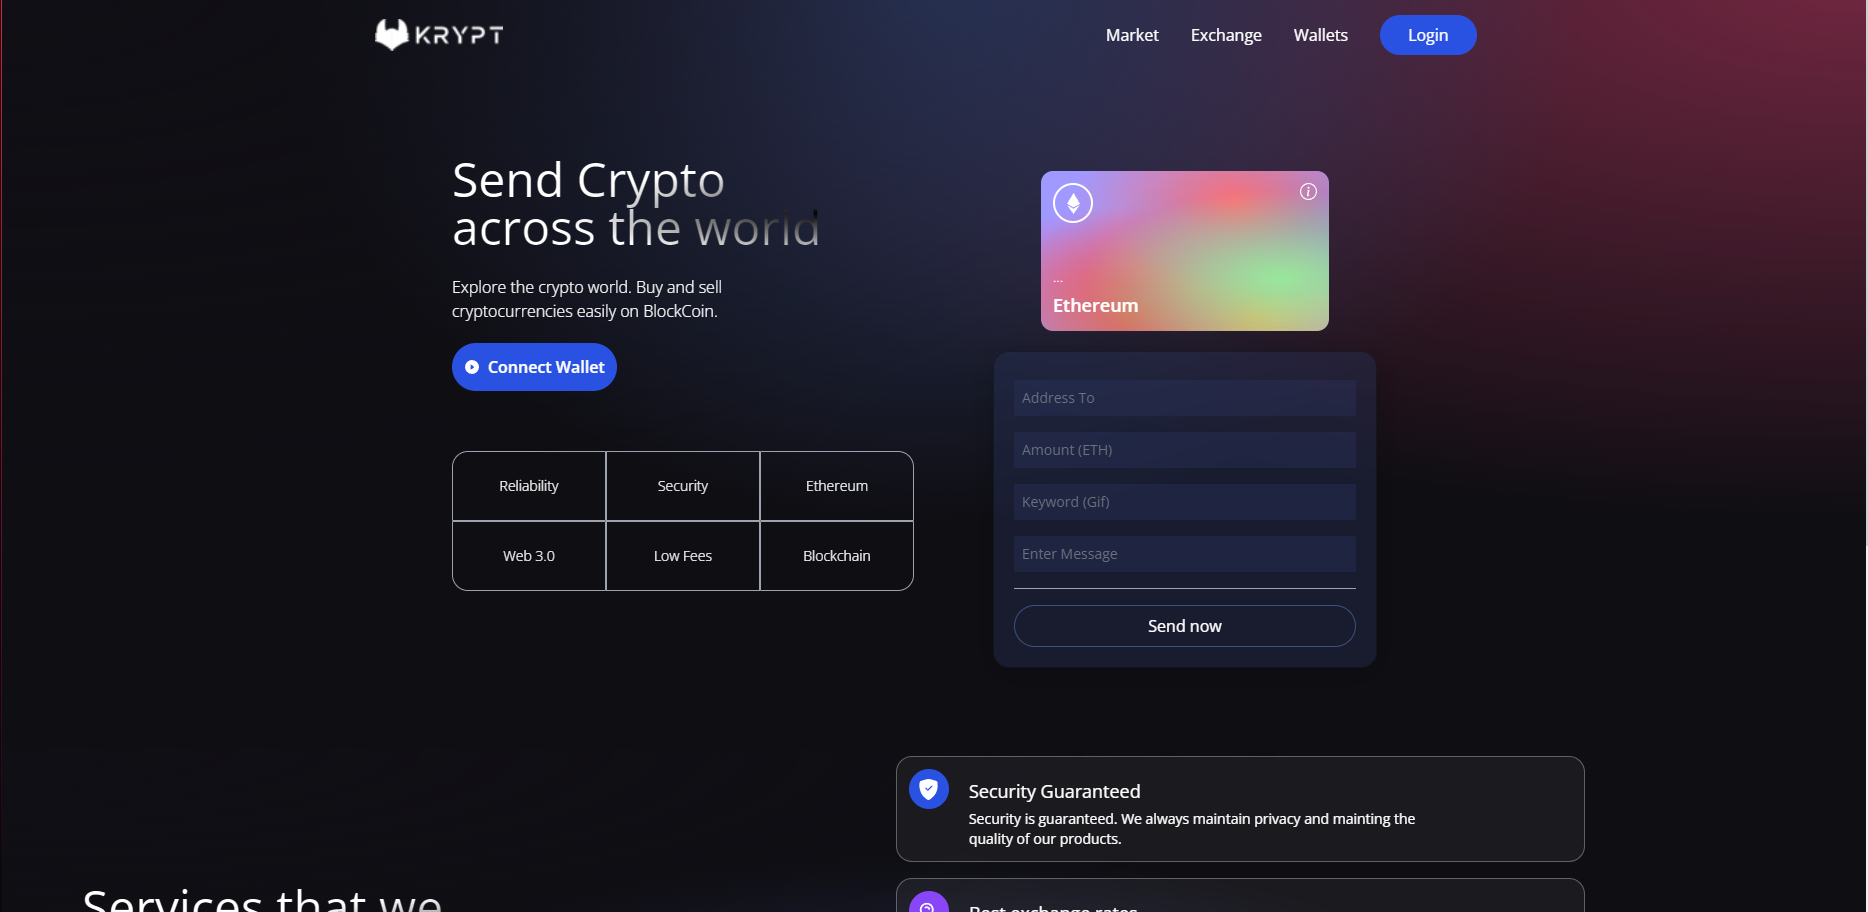 KRYPT
Market
Exchange
Wallets
Login
Send Crypto
across the world
Explore the crypto world. Buy and sell
cryptocurrencies easily on BlockCoin.
Connect Wallet
Reliability
Security
Ethereum
Web 3.0
Low Fees
Blockchain
...
Ethereum
Address To
Amount (ETH)
Keyword (Gif)
Enter Message
Send now
Security Guaranteed
Security is guaranteed. We always maintain privacy and mainting the
quality of our products.
Services that we
Best exchange rates